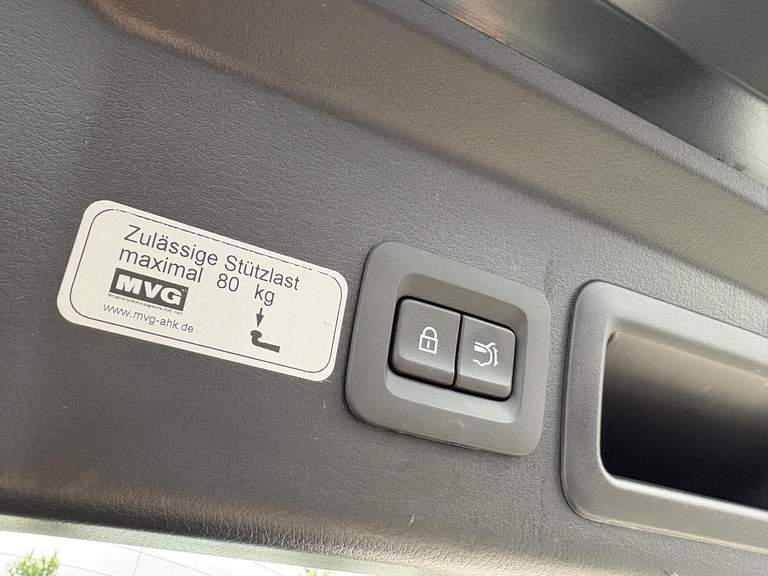 Zulässige Stützlast
maximal 80 kg
MVG
www.mvg-ahk.de